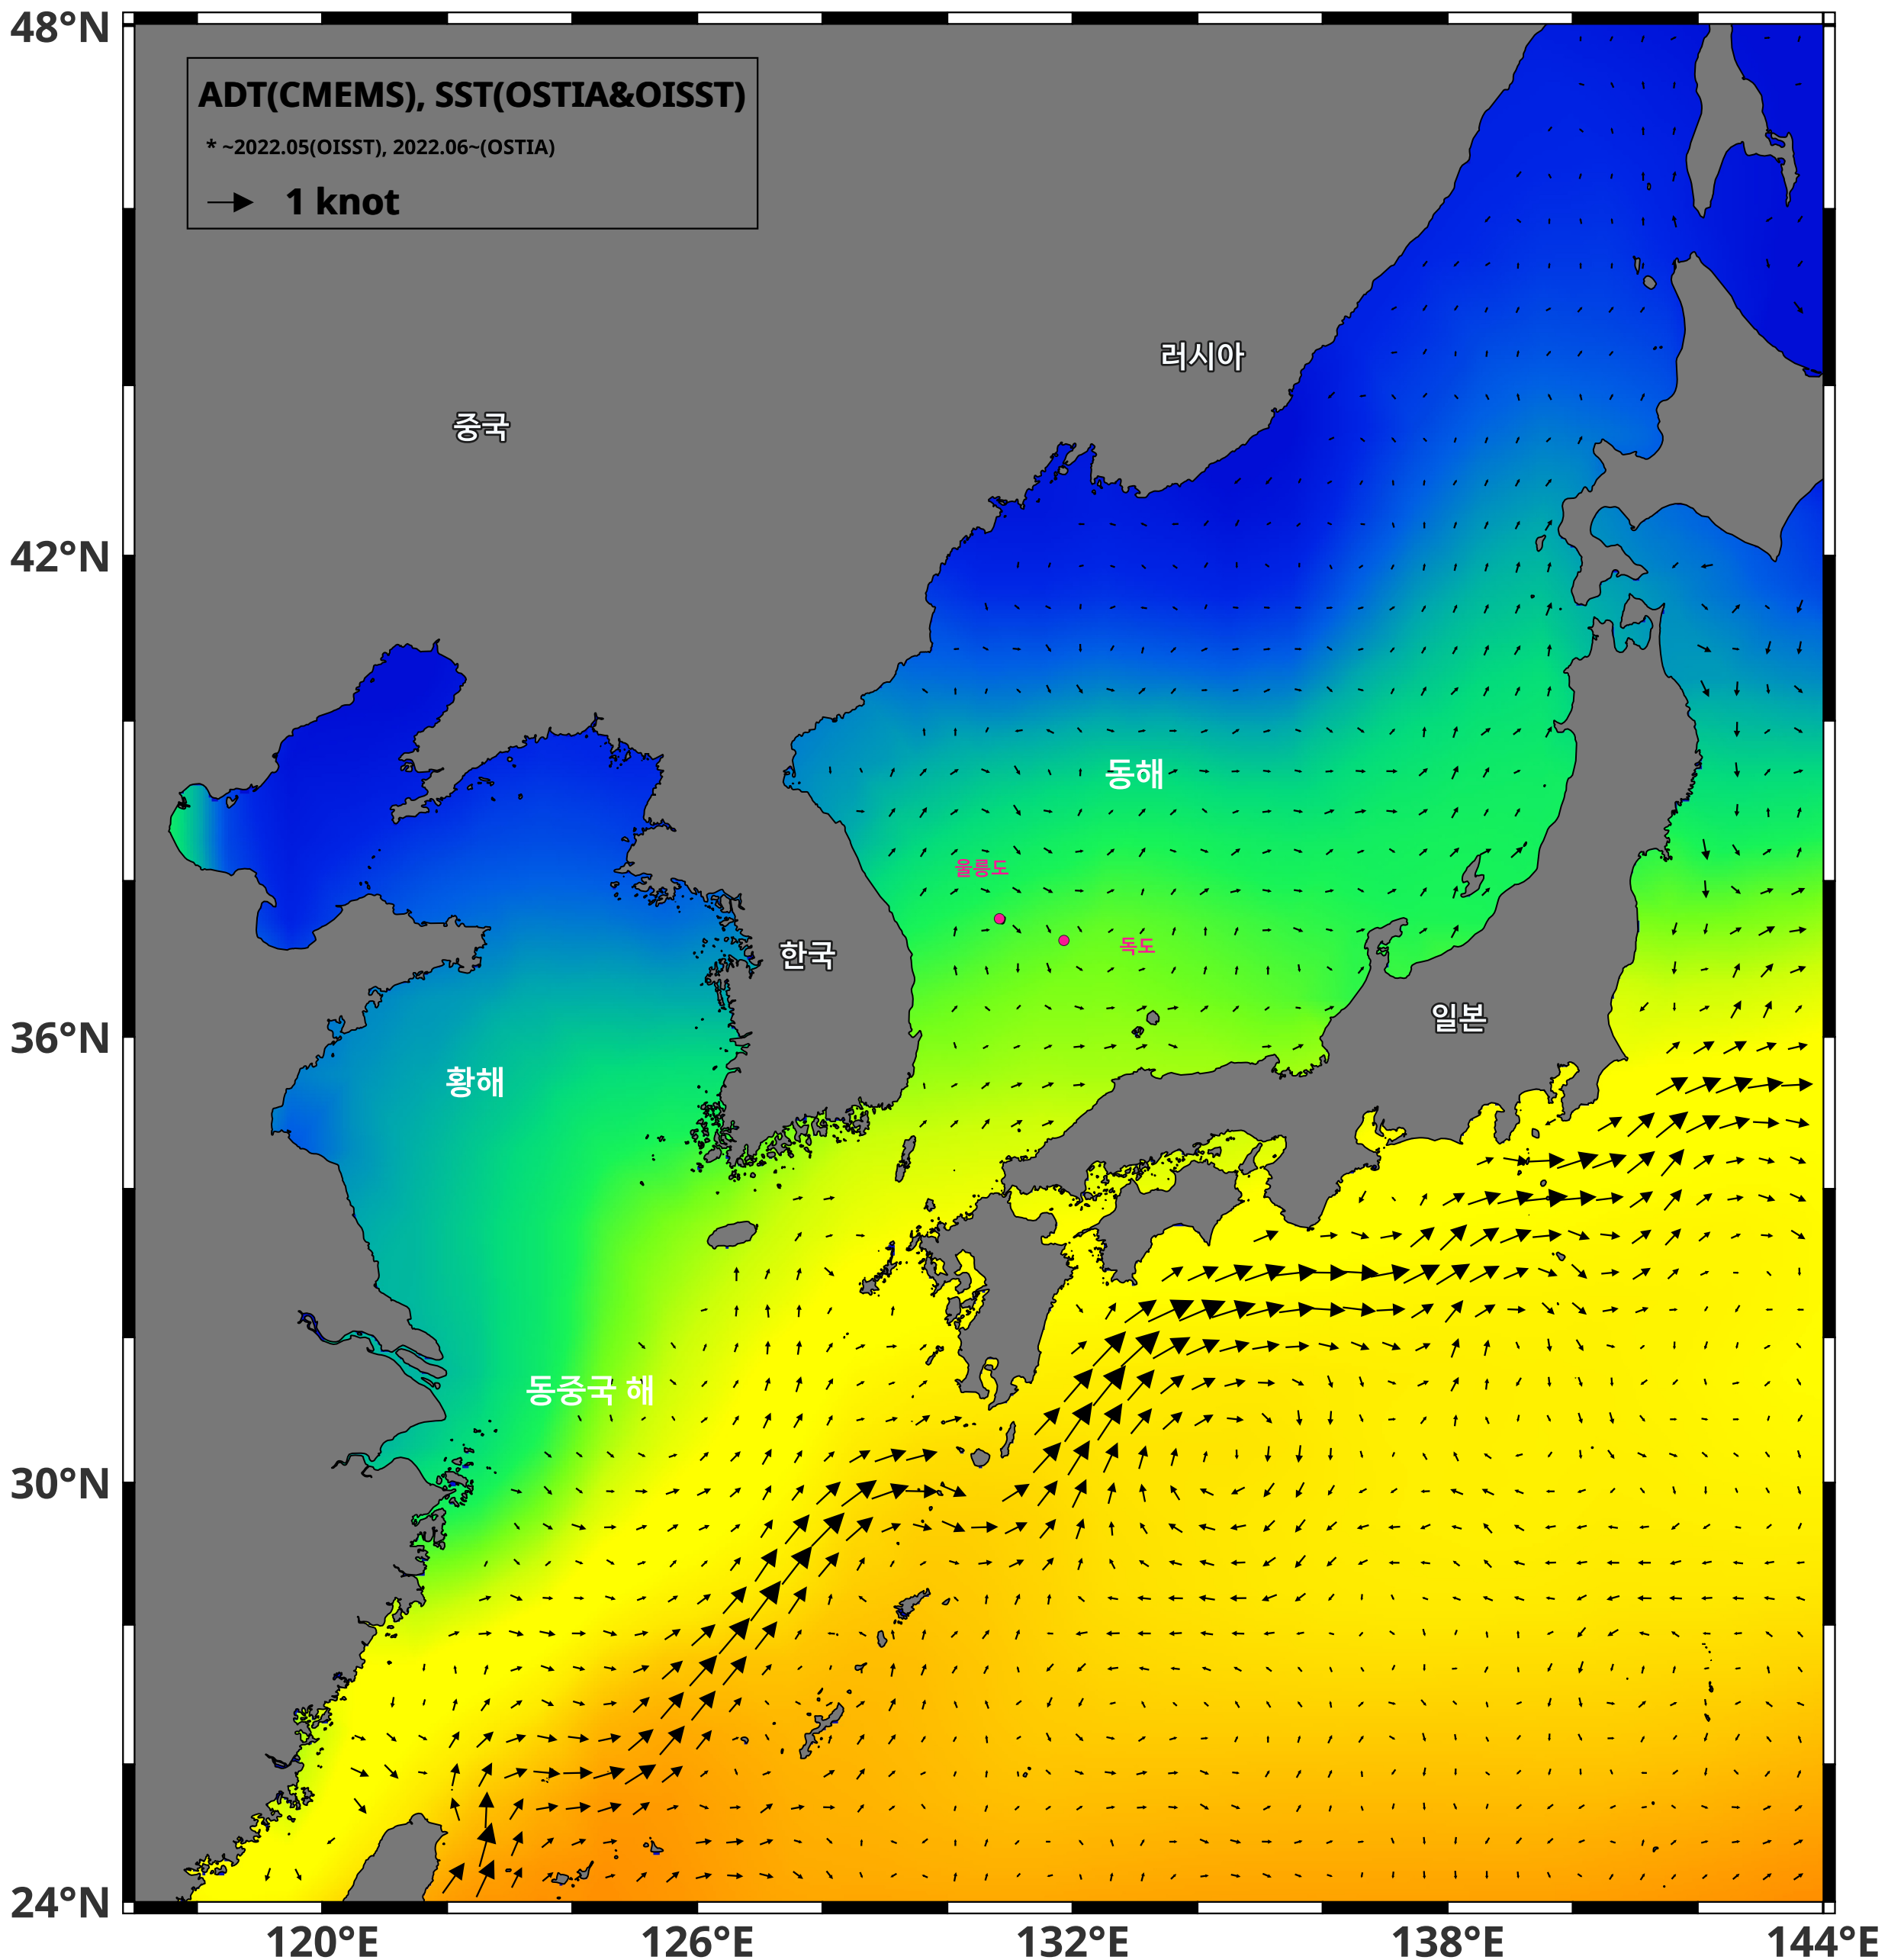 48°N
ADT(CMEMS), SST(OSTIA&OISST)
* ~2022.05(OISST), 2022.06~(OSTIA)
1 knot
러시아
중국
42°N
동해
울릉도
독도
한국
일본
36°N
황해
동중국 해
30°N
24°N
120°E 126°E 132°E 138°E 144°E